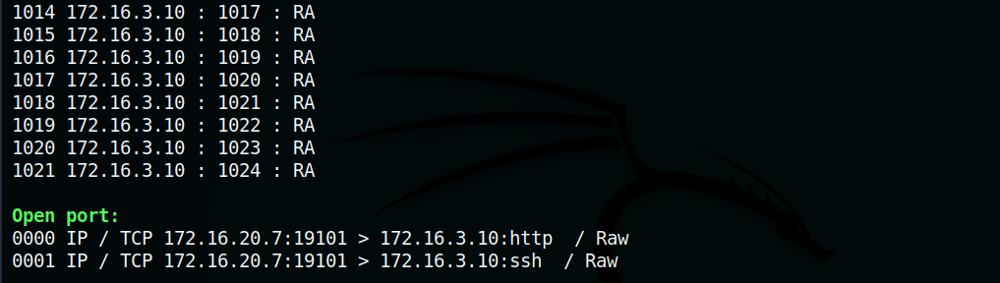 1014 172.16.3.10 : 1017 : RA
1015 172.16.3.10 : 1018 : RA
1016 172.16.3.10 : 1019 : RA
1017 172.16.3.10 : 1020 : RA
1018 172.16.3.10 : 1021 : RA
1019 172.16.3.10 : 1022 : RA
1020 172.16.3.10 : 1023 : RA
1021 172.16.3.10 : 1024 : RA
Open port:
0000 IP / TCP 172.16.20.7:19101 > 172.16.3.10:http  / Raw
0001 IP / TCP 172.16.20.7:19101 > 172.16.3.10:ssh  / Raw